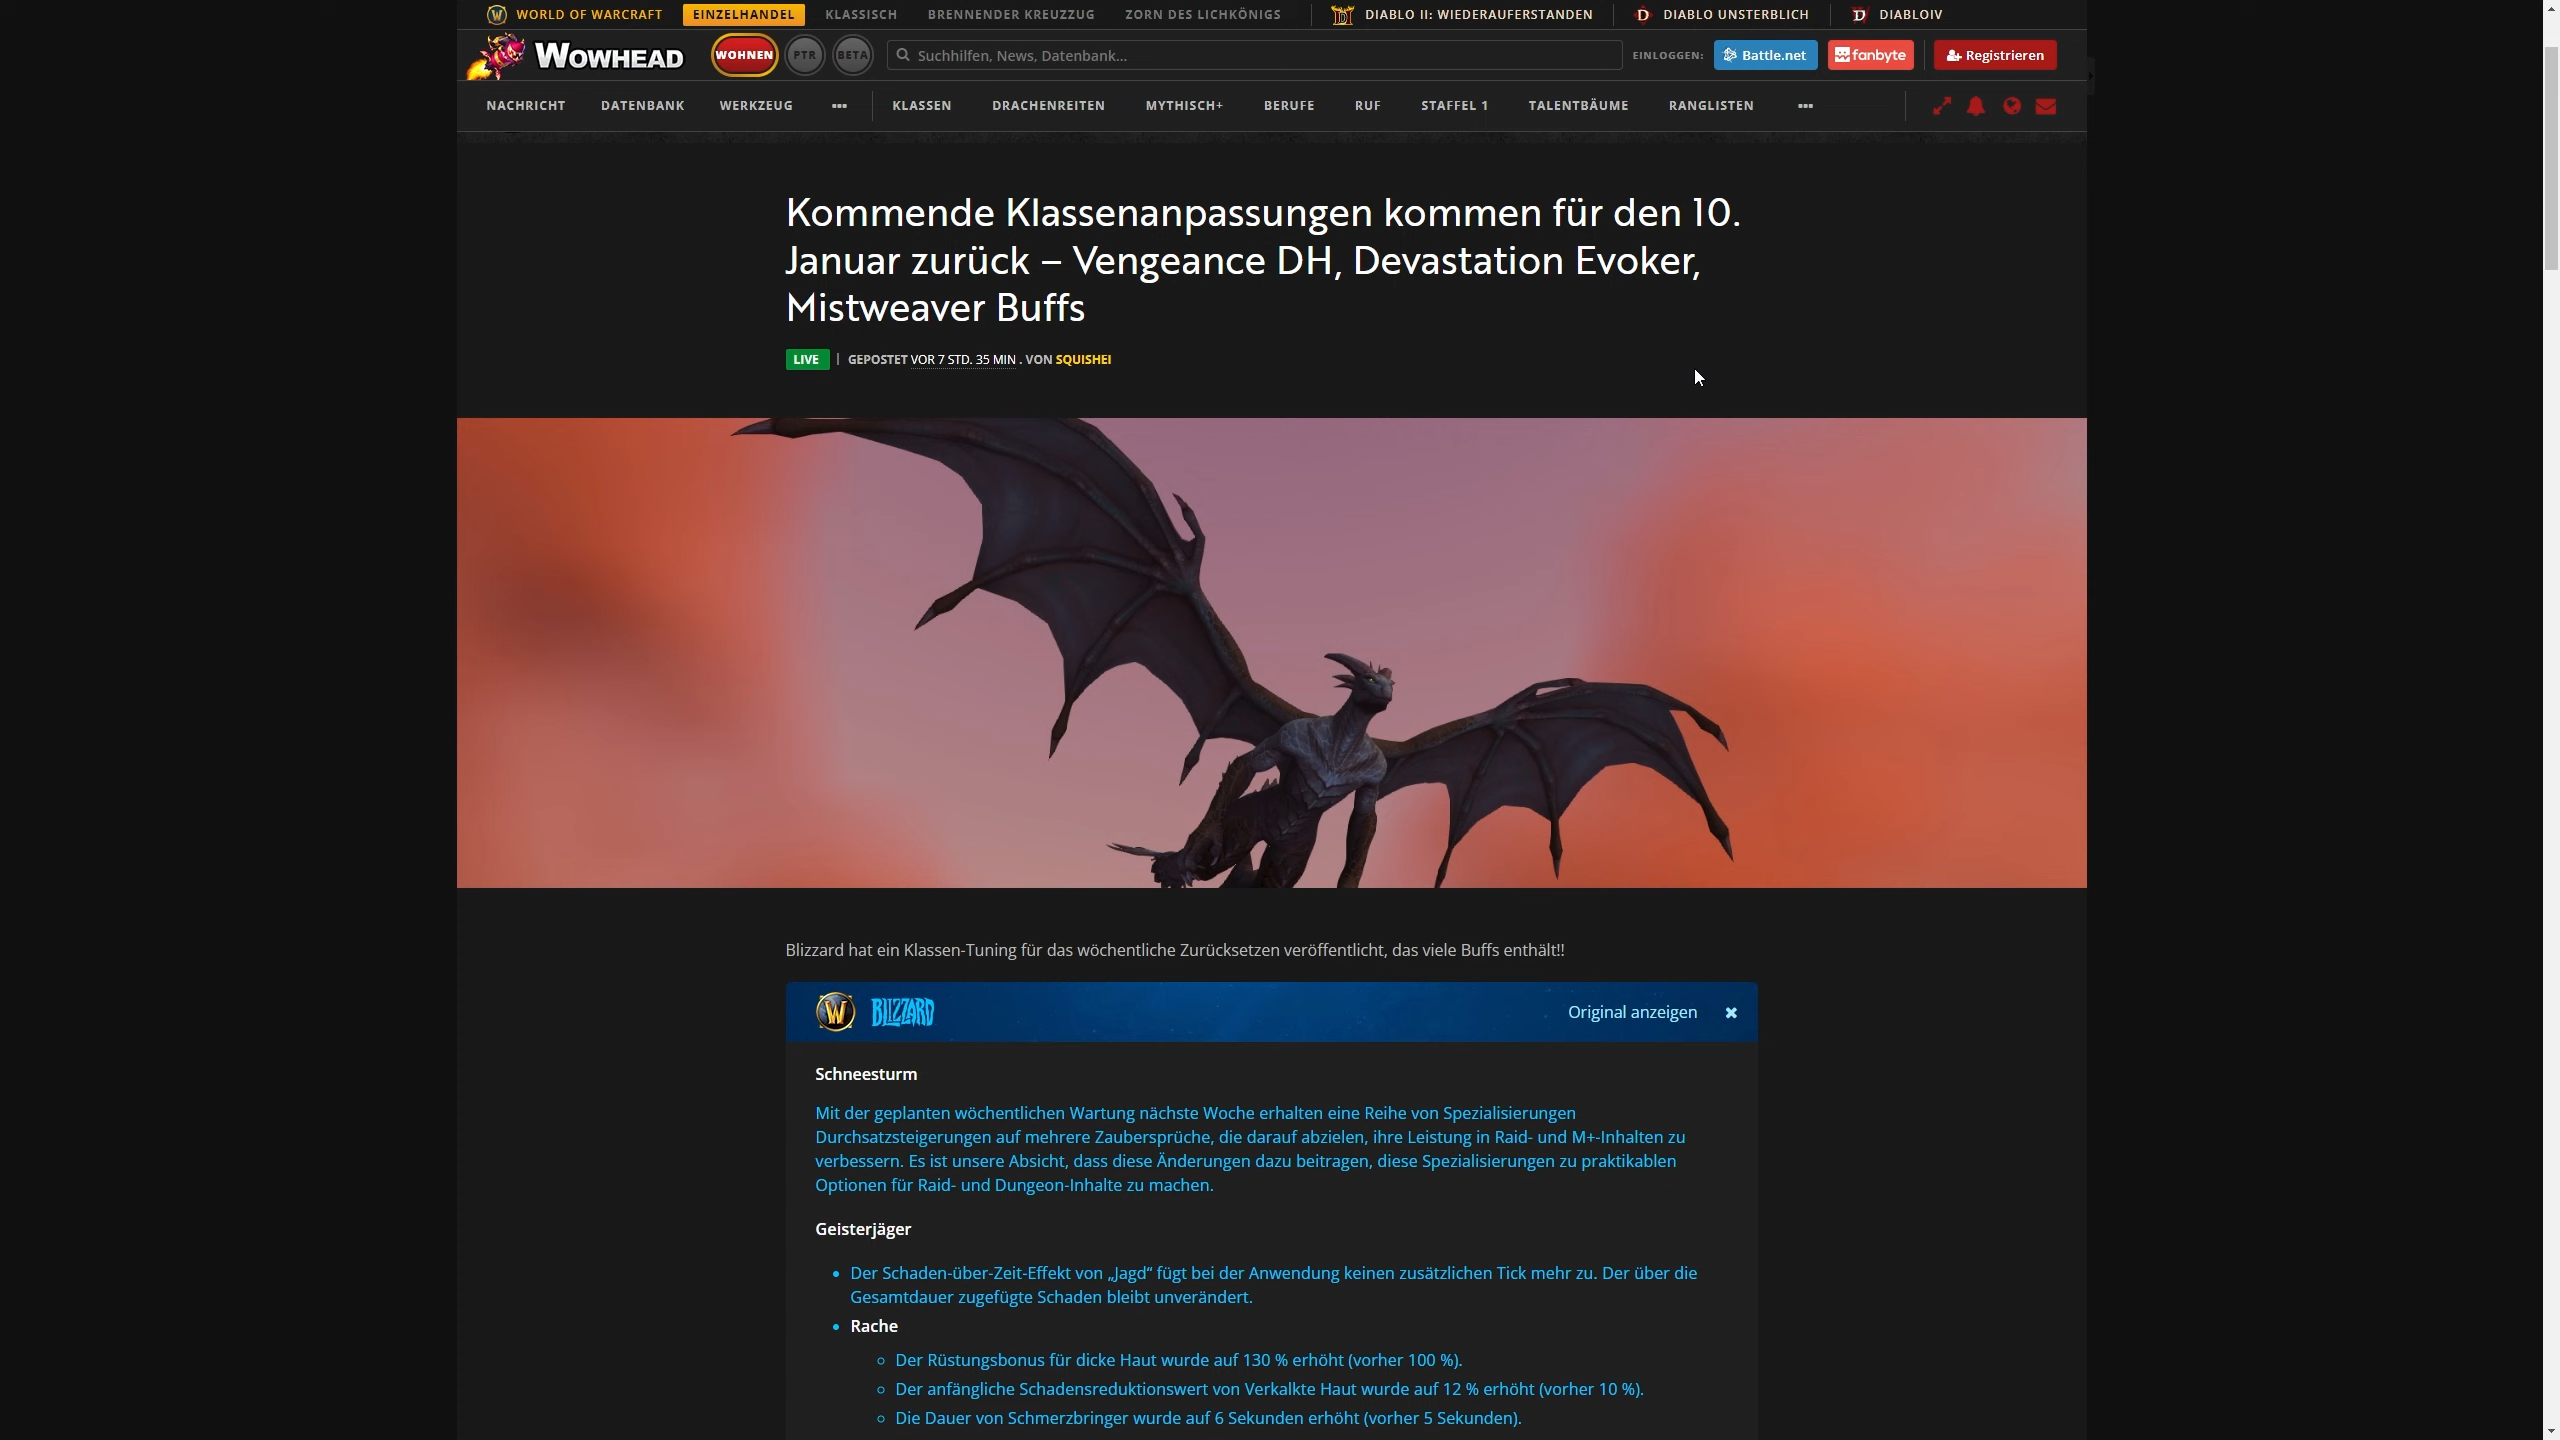 WORLD OF WARCRAFT EINZELHANDEL KLASSISCH BRENNENDER KREUZZUG ZORN DES LICHKÖNIGS DIABLO II: WIEDERAUFERSTANDEN DIABLO UNSTERBLICH DIABLOIV
WOWHEAD WOHNEN PTR BETA Suchhilfen, News, Datenbank... EINLOGGEN: Battle.net fanbyte Registrieren
NACHRICHT DATENBANK WERKZEUG ••• KLASSEN DRACHENREITEN MYTHISCH+ BERUFE RUF STAFFEL 1 TALENTBÄUME RANGLISTEN •••
Kommende Klassenanpassungen kommen für den 10.
Januar zurück – Vengeance DH, Devastation Evoker,
Mistweaver Buffs
LIVE | GEPOSTET VOR 7 STD. 35 MIN . VON SQUISHEI
Blizzard hat ein Klassen-Tuning für das wöchentliche Zurücksetzen veröffentlicht, das viele Buffs enthält!!
W BLIZZARD Original anzeigen ✖
Schneesturm
Mit der geplanten wöchentlichen Wartung nächste Woche erhalten eine Reihe von Spezialisierungen
Durchsatzsteigerungen auf mehrere Zaubersprüche, die darauf abzielen, ihre Leistung in Raid- und M+-Inhalten zu
verbessern. Es ist unsere Absicht, dass diese Änderungen dazu beitragen, diese Spezialisierungen zu praktikablen
Optionen für Raid- und Dungeon-Inhalte zu machen.
Geisterjäger
• Der Schaden-über-Zeit-Effekt von „Jagd“ fügt bei der Anwendung keinen zusätzlichen Tick mehr zu. Der über die
Gesamtdauer zugefügte Schaden bleibt unverändert.
• Rache
◦ Der Rüstungsbonus für dicke Haut wurde auf 130 % erhöht (vorher 100 %).
◦ Der anfängliche Schadensreduktionswert von Verkalkte Haut wurde auf 12 % erhöht (vorher 10 %).
◦ Die Dauer von Schmerzbringer wurde auf 6 Sekunden erhöht (vorher 5 Sekunden).